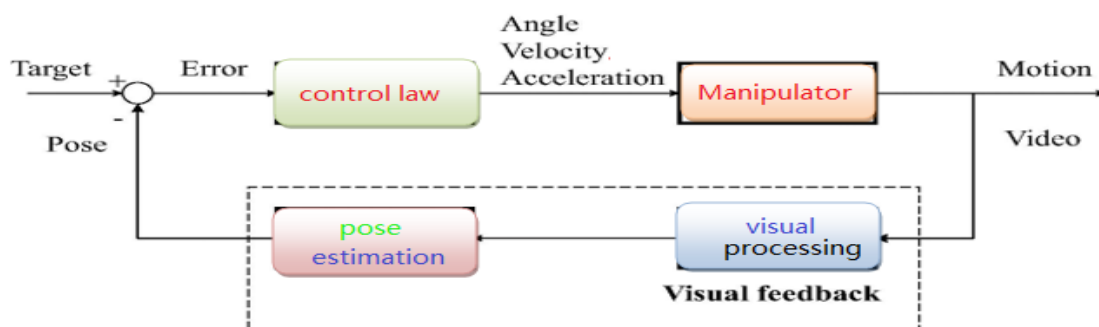 Angle
Velocity
Acceleration
Target
+
Error
control law
Manipulator
Motion
-
Pose
Video
pose
estimation
visual
processing
Visual feedback